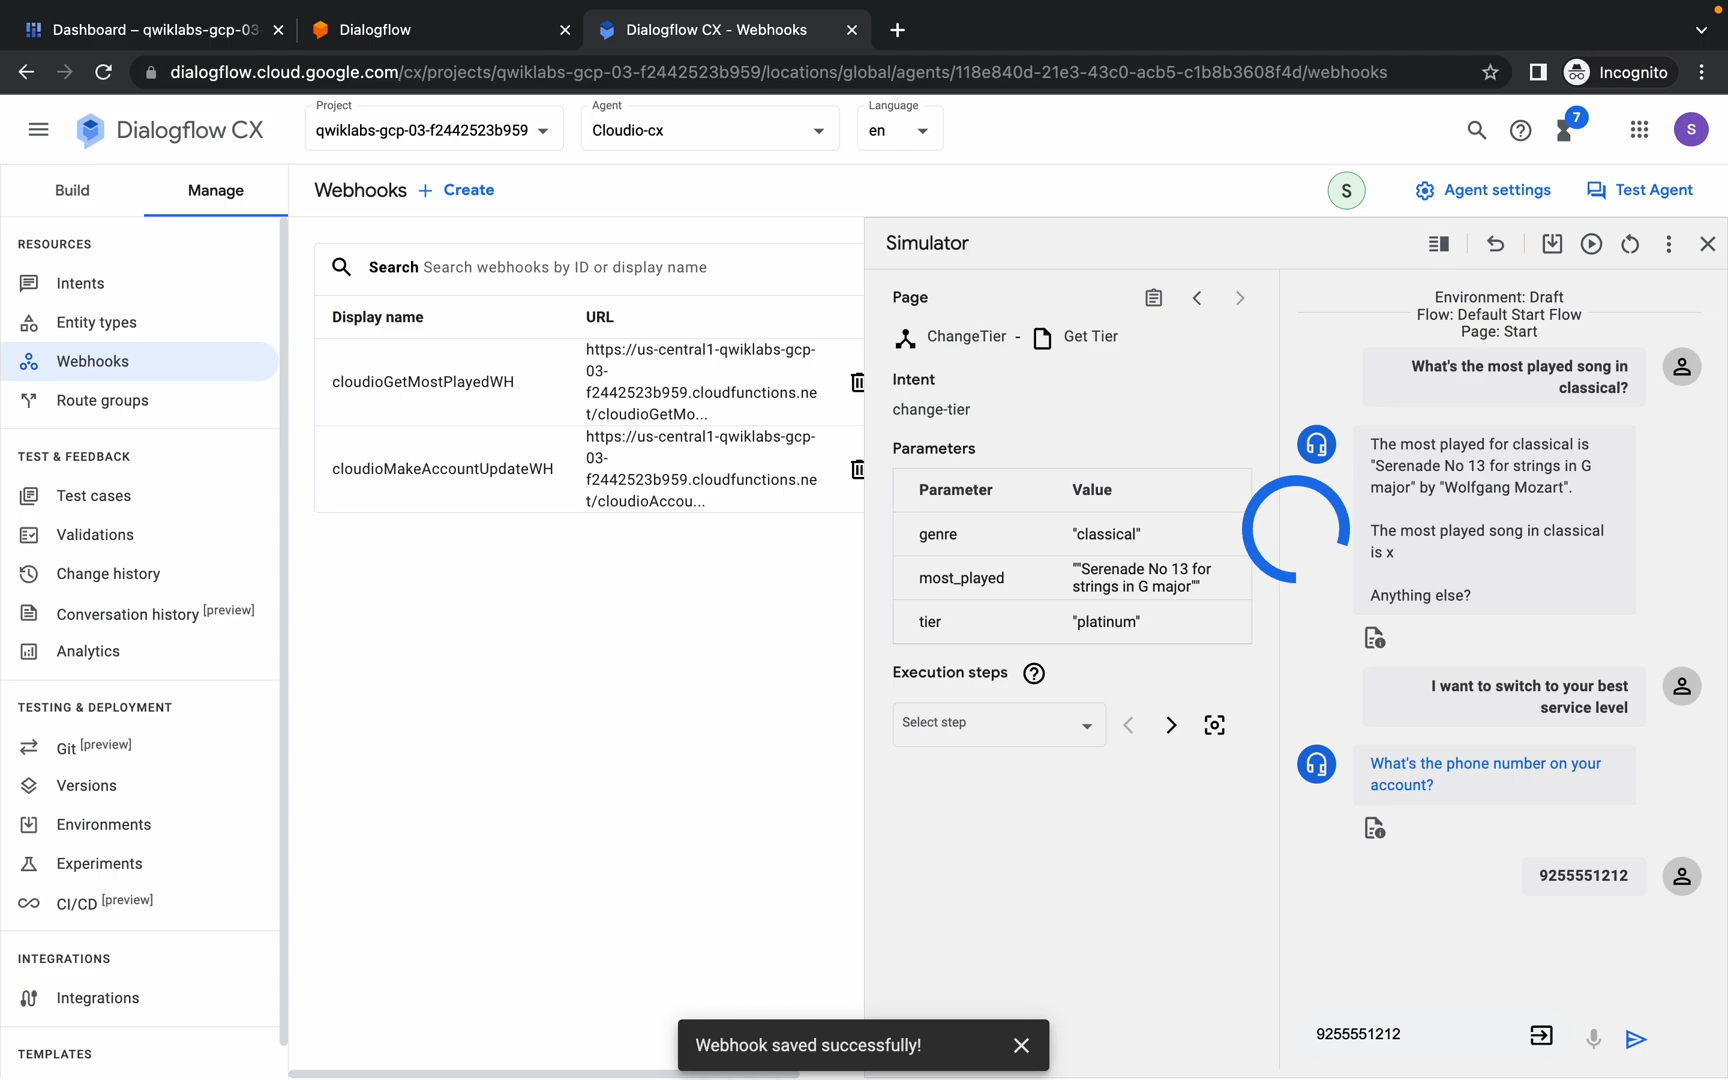 Dashboard – qwiklabs-gcp-03-
Dialogflow
Dialogflow CX - Webhooks
dialogflow.cloud.google.com/cx/projects/qwiklabs-gcp-03-f2442523b959/locations/global/agents/118e840d-21e3-43c0-acb5-c1b8b3608f4d/webhooks
Incognito
Dialogflow CX
Project
qwiklabs-gcp-03-f2442523b959
Agent
Cloudio-cx
Language
en
7
S
Build
Manage
Webhooks
Create
S
Agent settings
Test Agent
RESOURCES
Intents
Entity types
Webhooks
Route groups
TEST & FEEDBACK
Test cases
Validations
Change history
Conversation history [preview]
Analytics
TESTING & DEPLOYMENT
Git [preview]
Versions
Environments
Experiments
CI/CD [preview]
INTEGRATIONS
Integrations
TEMPLATES
Search Search webhooks by ID or display name
Display name
URL
cloudioGetMostPlayedWH
https://us-central1-qwiklabs-gcp-
03-
f2442523b959.cloudfunctions.ne
t/cloudioGetMo...
cloudioMakeAccountUpdateWH
https://us-central1-qwiklabs-gcp-
03-
f2442523b959.cloudfunctions.ne
t/cloudioAccou...
Simulator
Page
ChangeTier - Get Tier
Intent
change-tier
Parameters
Parameter
Value
genre
"classical"
most_played
""Serenade No 13 for
strings in G major""
tier
"platinum"
Execution steps
Select step
Environment: Draft
Flow: Default Start Flow
Page: Start
What's the most played song in
classical?
The most played for classical is
"Serenade No 13 for strings in G
major" by "Wolfgang Mozart".
The most played song in classical
is x
Anything else?
I want to switch to your best
service level
What's the phone number on your
account?
9255551212
9255551212
Webhook saved successfully!